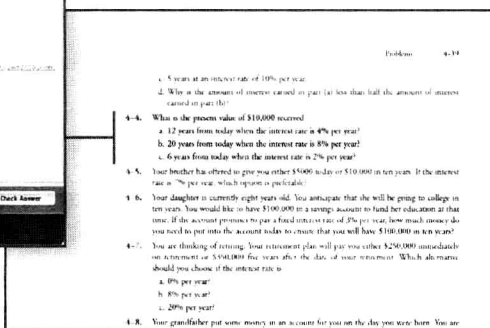 Problems 4-39
c. 5 years at an interest rate of 10% per year
d. Why is the amount of interest earned in part (a) less than half the amount of interest
earned in part (b)?
4-4. What is the present value of $10,000 received
a. 12 years from today when the interest rate is 4% per year?
b. 20 years from today when the interest rate is 8% per year?
c. 6 years from today when the interest rate is 2% per year?
4-5. Your brother has offered to give you either $5000 today or $10,000 in ten years. If the interest
rate is 7% per year, which option is preferable?
Check Answer
4-6. Your daughter is currently eight years old. You anticipate that she will be going to college in
ten years. You would like to have $100,000 in a savings account to fund her education at that
time. If the account promises to pay a fixed interest rate of 3% per year, how much money do
you need to put into the account today to ensure that you will have $100,000 in ten years?
4-7. You are thinking of retiring. Your retirement plan will pay you either $250,000 immediately
on retirement or $350,000 five years after the date of your retirement. Which alternative
should you choose if the interest rate is
a. 0% per year?
b. 8% per year?
c. 20% per year?
4-8. Your grandfather put some money in an account for you on the day you were born. You are